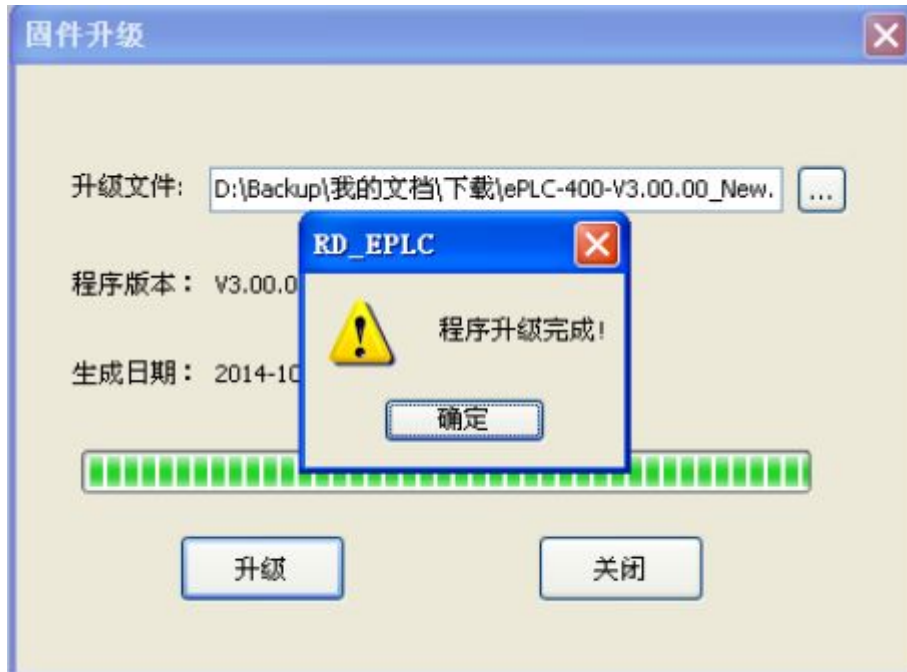 固件升级
升级文件: D:\Backup\我的文档\下载\ePLC-400-V3.00.00_New. ...
RD_EPLC
程序版本： V3.00.0
程序升级完成!
生成日期： 2014-10
确定
升级 关闭